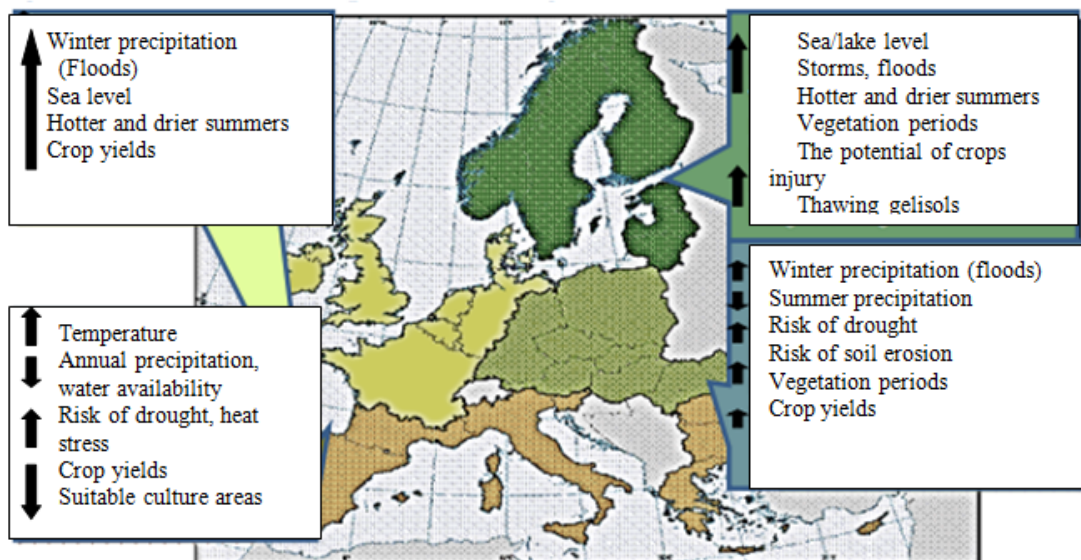 Winter precipitation
(Floods)
Sea level
Hotter and drier summers
Crop yields
Sea/lake level
Storms, floods
Hotter and drier summers
Vegetation periods
The potential of crops
injury
Thawing gelisols
Temperature
Annual precipitation,
water availability
Risk of drought, heat
stress
Crop yields
Suitable culture areas
Winter precipitation (floods)
Summer precipitation
Risk of drought
Risk of soil erosion
Vegetation periods
Crop yields